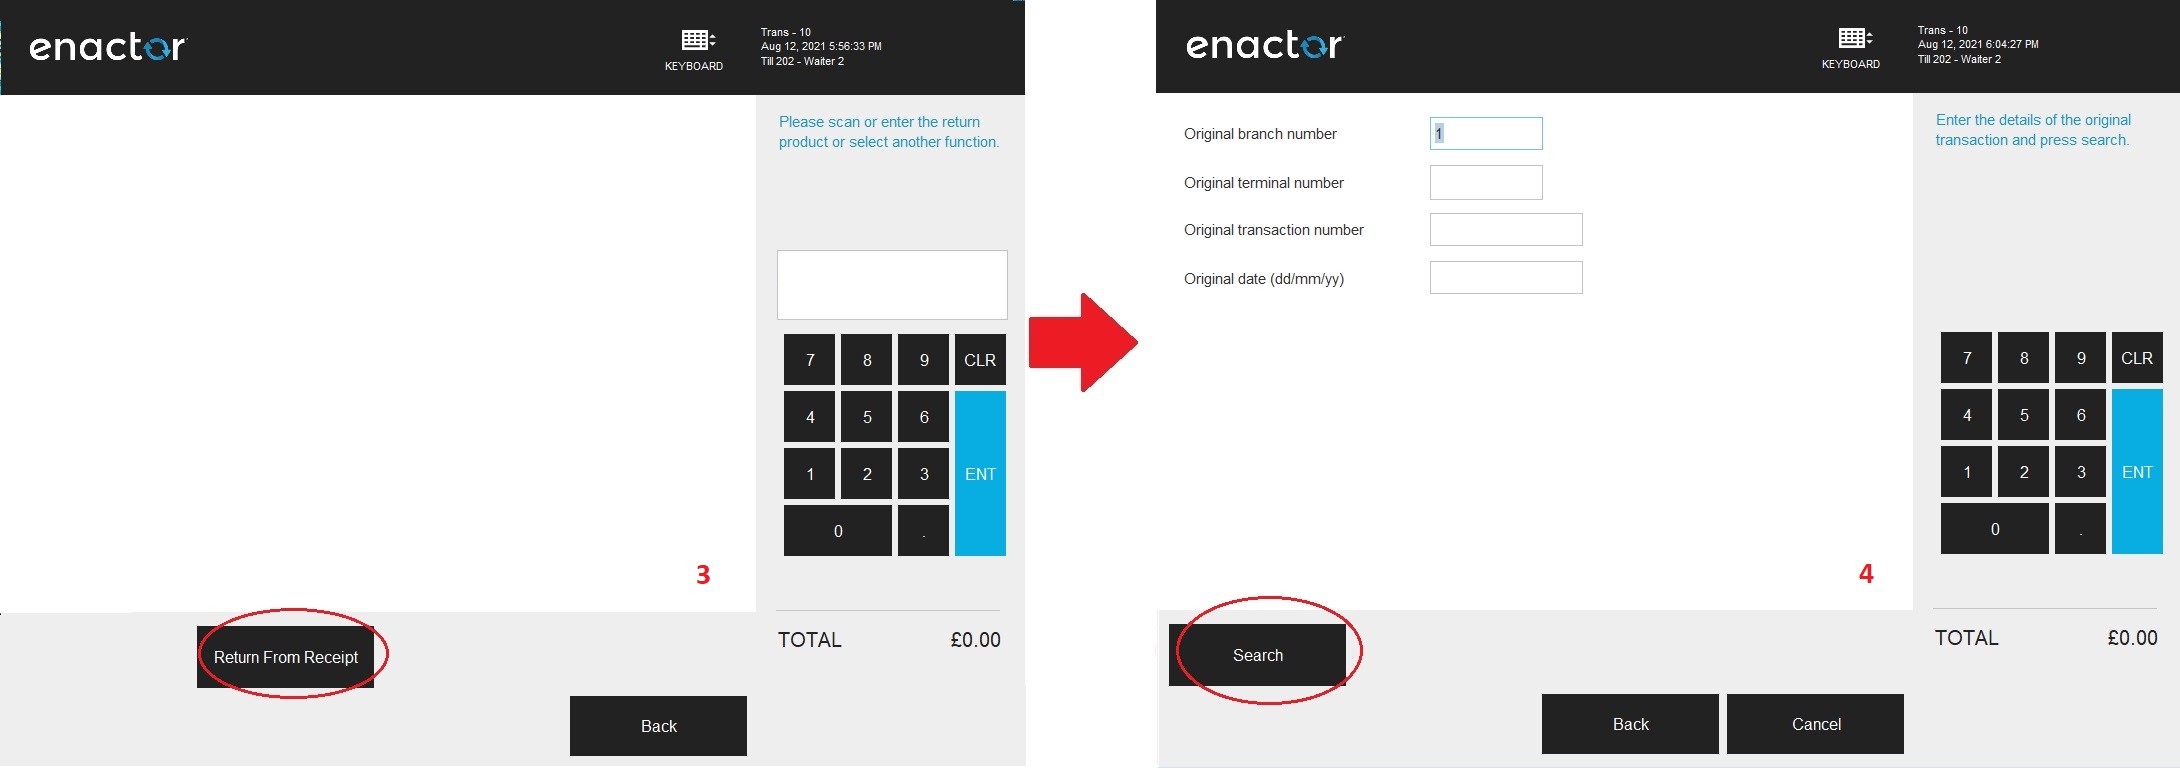 enactor
KEYBOARD
Trans - 10
Aug 12, 2021 5:56:33 PM
Till 202 - Waiter 2
Please scan or enter the return
product or select another function.
7 8 9 CLR
4 5 6
1 2 3 ENT
0 .
3
Return From Receipt
TOTAL £0.00
Back
enactor
KEYBOARD
Trans - 10
Aug 12, 2021 6:04:27 PM
Till 202 - Waiter 2
Original branch number 1
Original terminal number
Original transaction number
Original date (dd/mm/yy)
Enter the details of the original
transaction and press search.
7 8 9 CLR
4 5 6
1 2 3 ENT
0 .
4
Search
TOTAL £0.00
Back Cancel